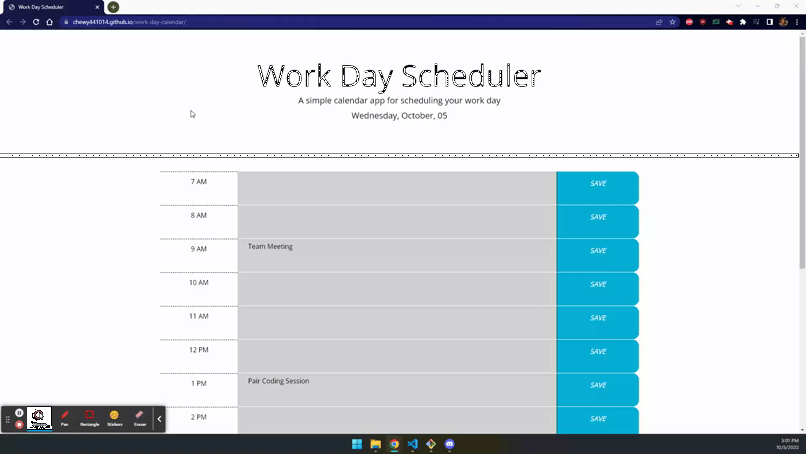 Work Day Scheduler
chewy441014.github.io/work-day-calendar/
Work Day Scheduler
A simple calendar app for scheduling your work day
Wednesday, October, 05
7 AM SAVE
8 AM SAVE
9 AM Team Meeting SAVE
10 AM SAVE
11 AM SAVE
12 PM SAVE
1 PM Pair Coding Session SAVE
2 PM SAVE
Pen Rectangle Stickers Eraser
5:01 PM
10/5/2022